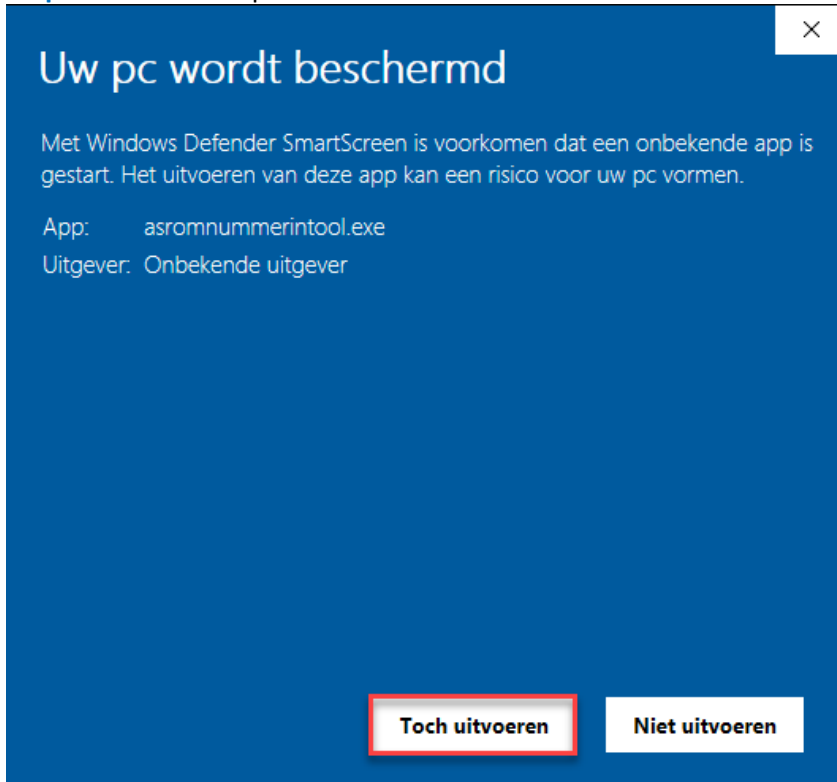 Uw pc wordt beschermd
Met Windows Defender SmartScreen is voorkomen dat een onbekende app is
gestart. Het uitvoeren van deze app kan een risico voor uw pc vormen.
App: asromnummerintool.exe
Uitgever: Onbekende uitgever
Toch uitvoeren Niet uitvoeren